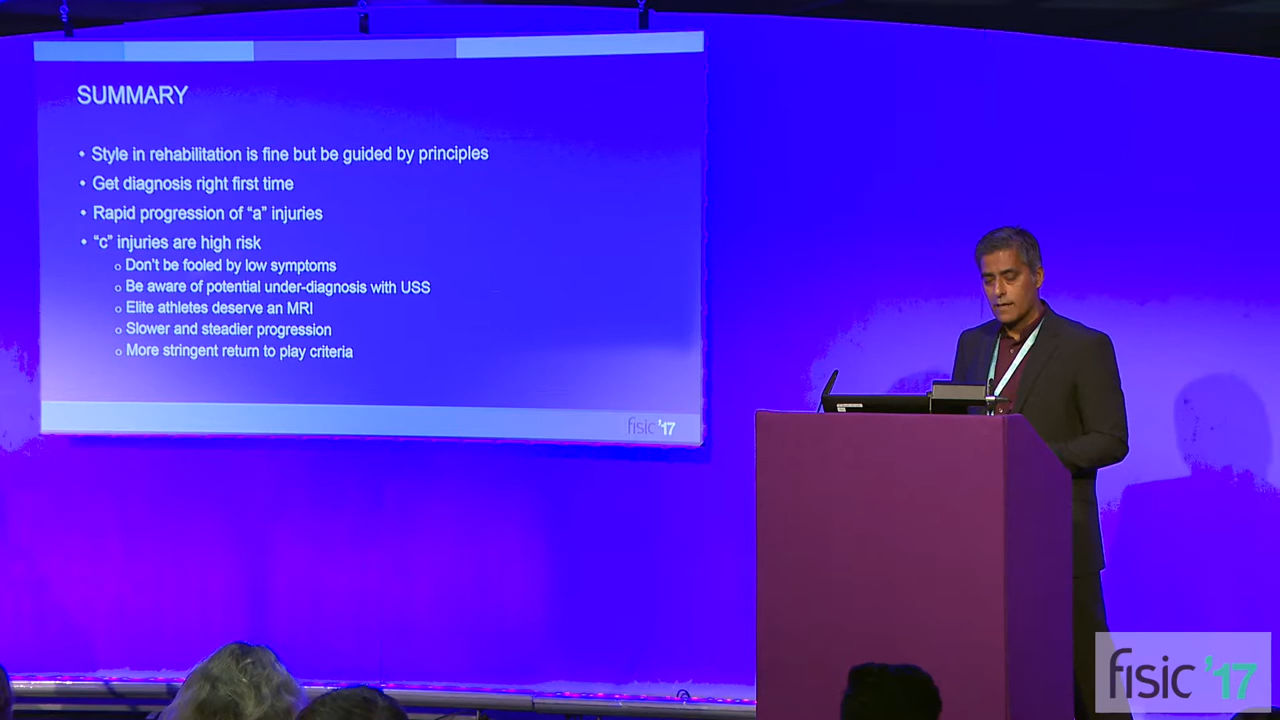 SUMMARY
• Style in rehabilitation is fine but be guided by principles
• Get diagnosis right first time
• Rapid progression of “a” injuries
• “c” injuries are high risk
o Don’t be fooled by low symptoms
o Be aware of potential under-diagnosis with USS
o Elite athletes deserve an MRI
o Slower and steadier progression
o More stringent return to play criteria
fisic ’17
fisic ’17